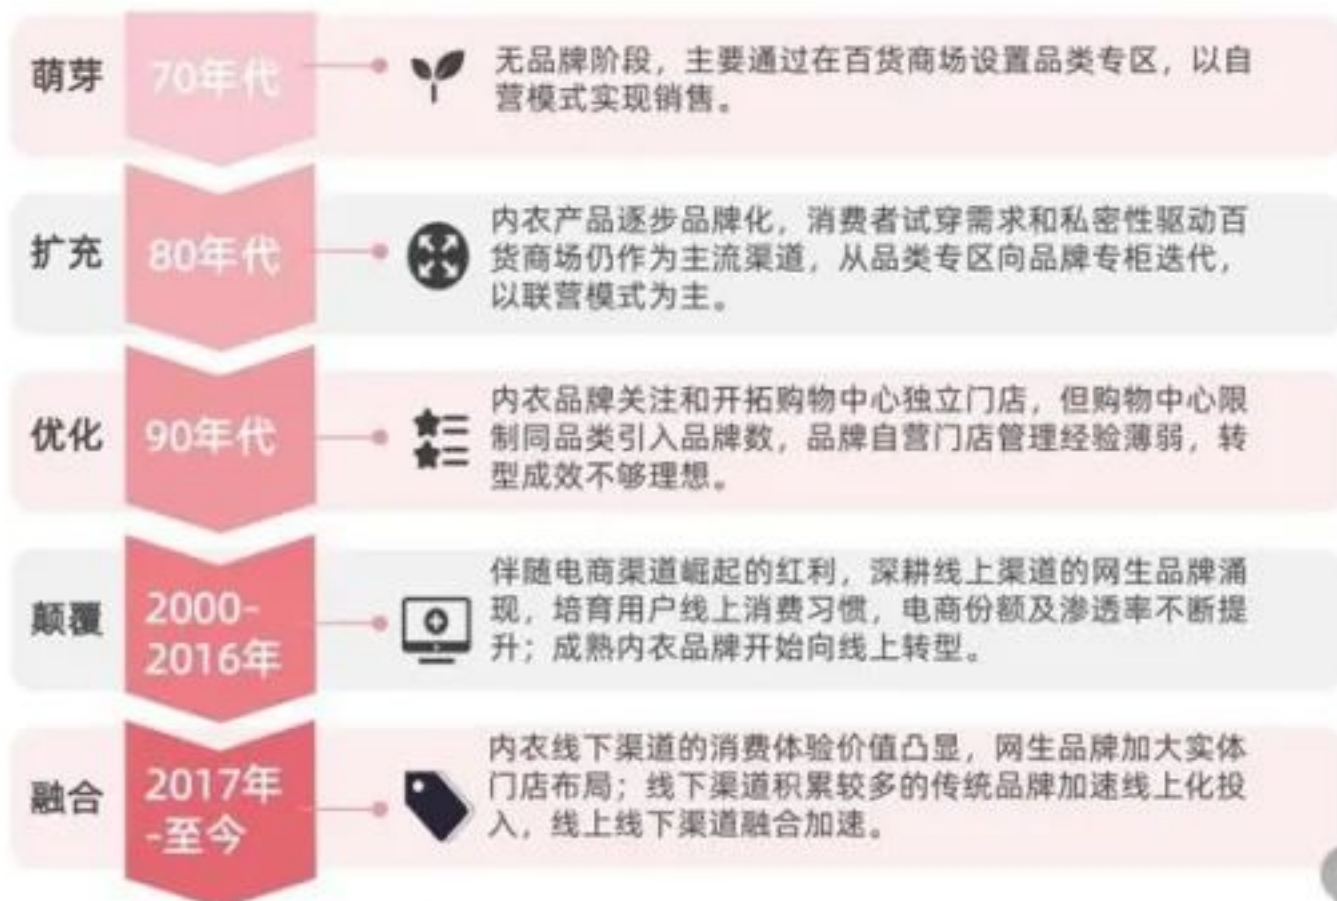 萌芽
70年代
无品牌阶段，主要通过在百货商场设置品类专区，以自
营模式实现销售。
扩充
80年代
内衣产品逐步品牌化，消费者试穿需求和私密性驱动百
货商场仍作为主流渠道，从品类专区向品牌专柜迭代，
以联营模式为主。
优化
90年代
内衣品牌关注和开拓购物中心独立门店，但购物中心限
制同品类引入品牌数，品牌自营门店管理经验薄弱，转
型成效不够理想。
颠覆
2000-
2016年
伴随电商渠道崛起的红利，深耕线上渠道的网生品牌涌
现，培育用户线上消费习惯，电商份额及渗透率不断提
升；成熟内衣品牌开始向线上转型。
融合
2017年
-至今
内衣线下渠道的消费体验价值凸显，网生品牌加大实体
门店布局；线下渠道积累较多的传统品牌加速线上化投
入，线上线下渠道融合加速。